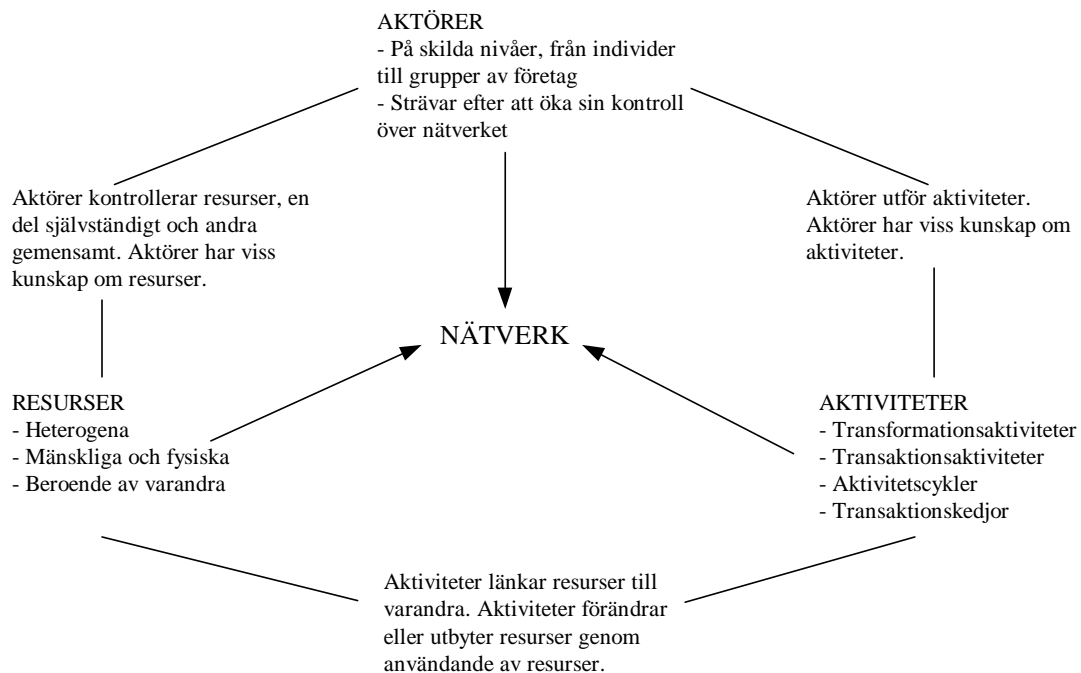 AKTÖRER
- På skilda nivåer, från individer
till grupper av företag
- Strävar efter att öka sin kontroll
över nätverket
Aktörer kontrollerar resurser, en
del självständigt och andra
gemensamt. Aktörer har viss
kunskap om resurser.
Aktörer utför aktiviteter.
Aktörer har viss kunskap om
aktiviteter.
NÄTVERK
RESURSER
- Heterogena
- Mänskliga och fysiska
- Beroende av varandra
AKTIVITETER
- Transformationsaktiviteter
- Transaktionsaktiviteter
- Aktivitetscykler
- Transaktionskedjor
Aktiviteter länkar resurser till
varandra. Aktiviteter förändrar
eller utbyter resurser genom
användande av resurser.